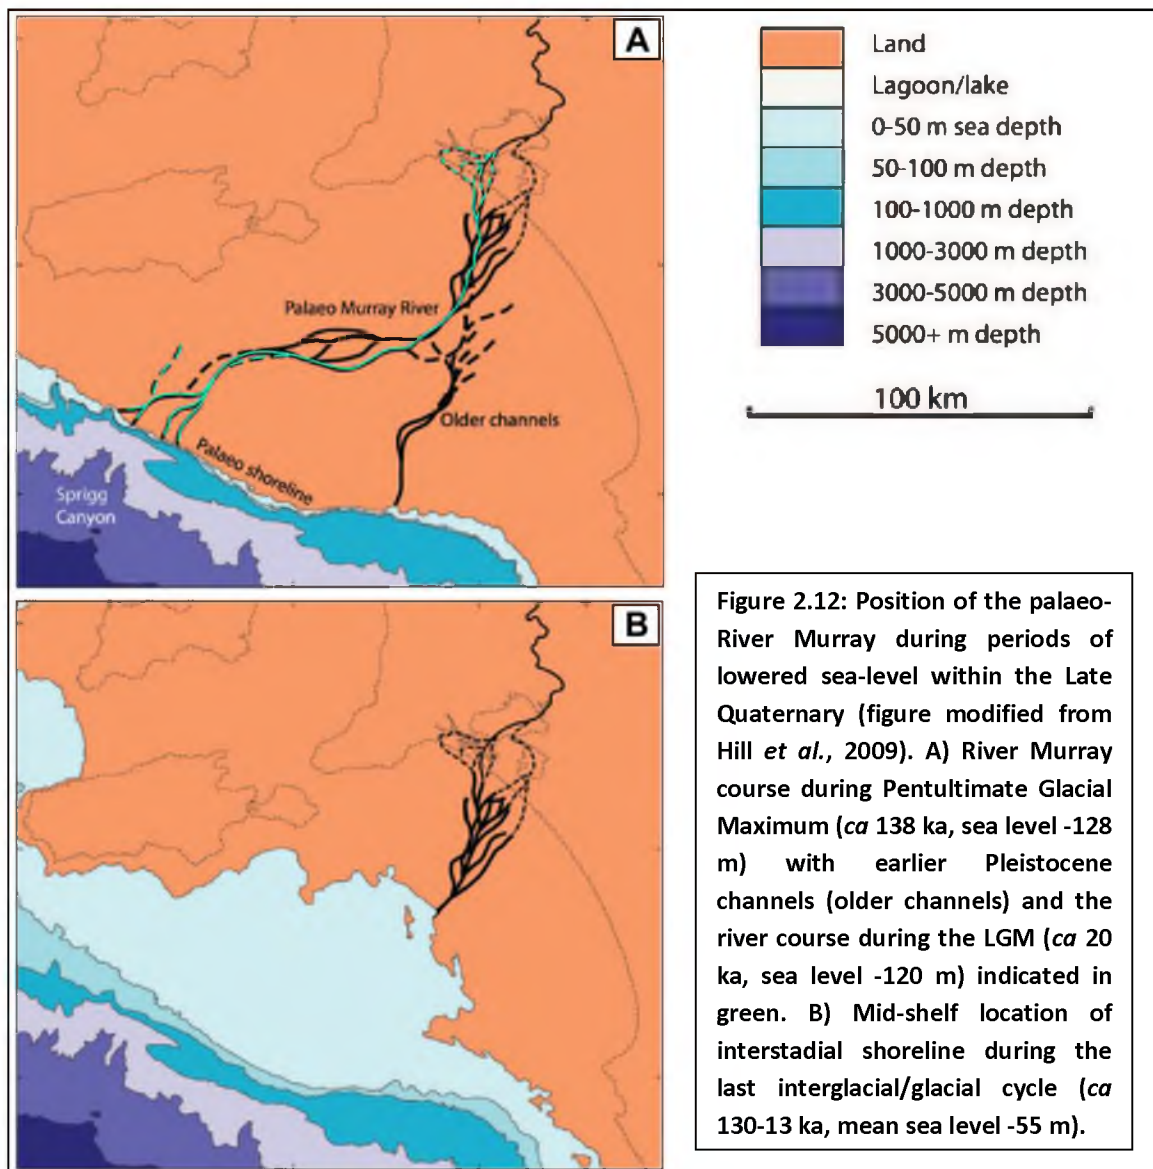 A
Palaeo Murray River
Older channels
Palaeo shoreline
Sprigg
Canyon
B
Land
Lagoon/lake
0-50 m sea depth
50-100 m depth
100-1000 m depth
1000-3000 m depth
3000-5000 m depth
5000+ m depth
100 km
Figure 2.12: Position of the palaeo-
River Murray during periods of
lowered sea-level within the Late
Quaternary (figure modified from
Hill et al., 2009). A) River Murray
course during Pentultimate Glacial
Maximum (ca 138 ka, sea level -128
m) with earlier Pleistocene
channels (older channels) and the
river course during the LGM (ca 20
ka, sea level -120 m) indicated in
green. B) Mid-shelf location of
interstadial shoreline during the
last interglacial/glacial cycle (ca
130-13 ka, mean sea level -55 m).